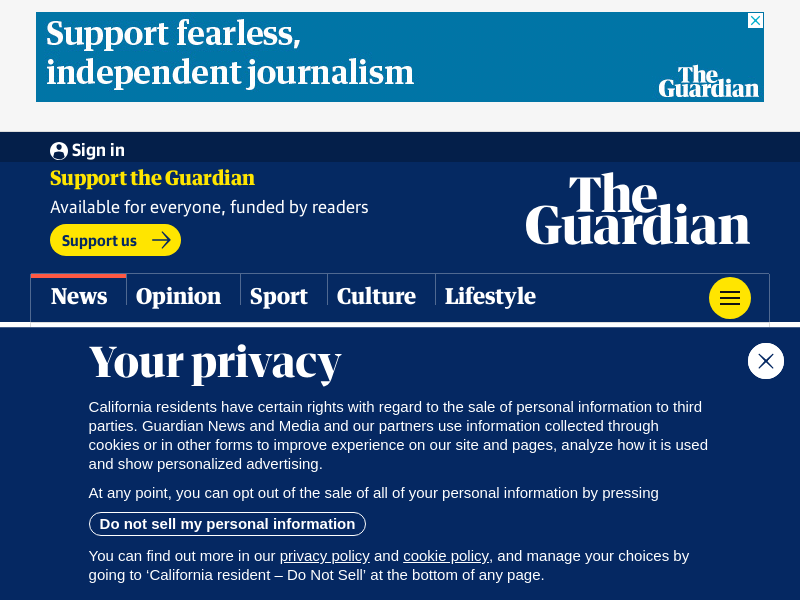 Support fearless,
independent journalism
The
Guardian
Sign in
Support the Guardian
Available for everyone, funded by readers
Support us
The
Guardian
News
Opinion
Sport
Culture
Lifestyle
Your privacy
California residents have certain rights with regard to the sale of personal information to third
parties. Guardian News and Media and our partners use information collected through
cookies or in other forms to improve experience on our site and pages, analyze how it is used
and show personalized advertising.
At any point, you can opt out of the sale of all of your personal information by pressing
Do not sell my personal information
You can find out more in our privacy policy and cookie policy, and manage your choices by
going to ‘California resident – Do Not Sell’ at the bottom of any page.